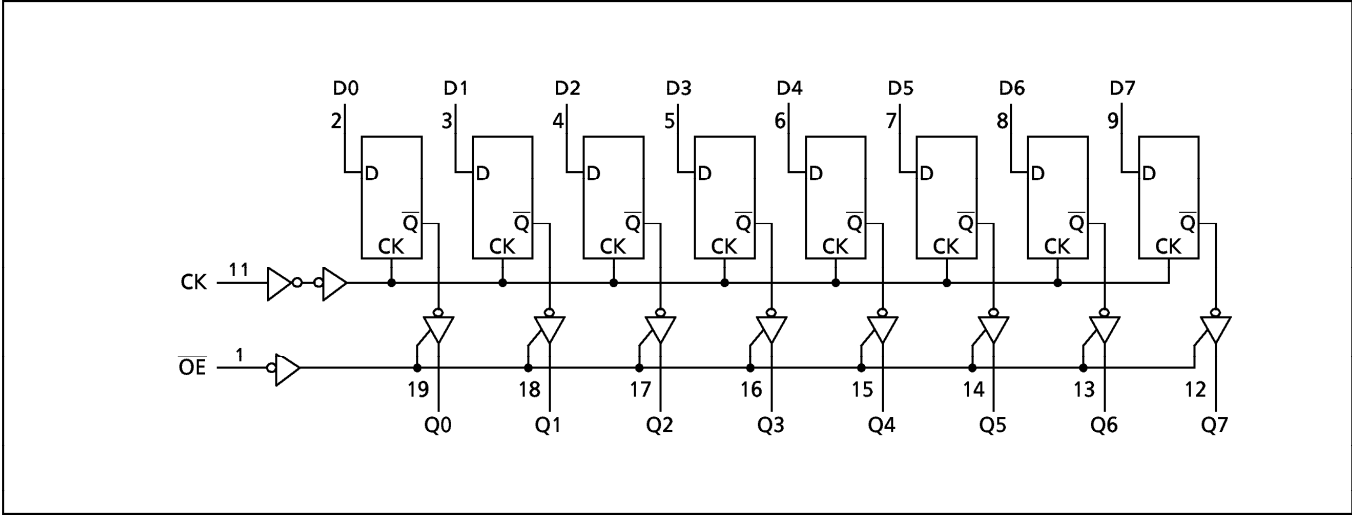 D0 D1 D2 D3 D4 D5 D6 D7
2 3 4 5 6 7 8 9
D D D D D D D D
Q̅ Q̅ Q̅ Q̅ Q̅ Q̅ Q̅ Q̅
CK CK CK CK CK CK CK CK
CK 11
O̅E̅ 1
19 18 17 16 15 14 13 12
Q0 Q1 Q2 Q3 Q4 Q5 Q6 Q7